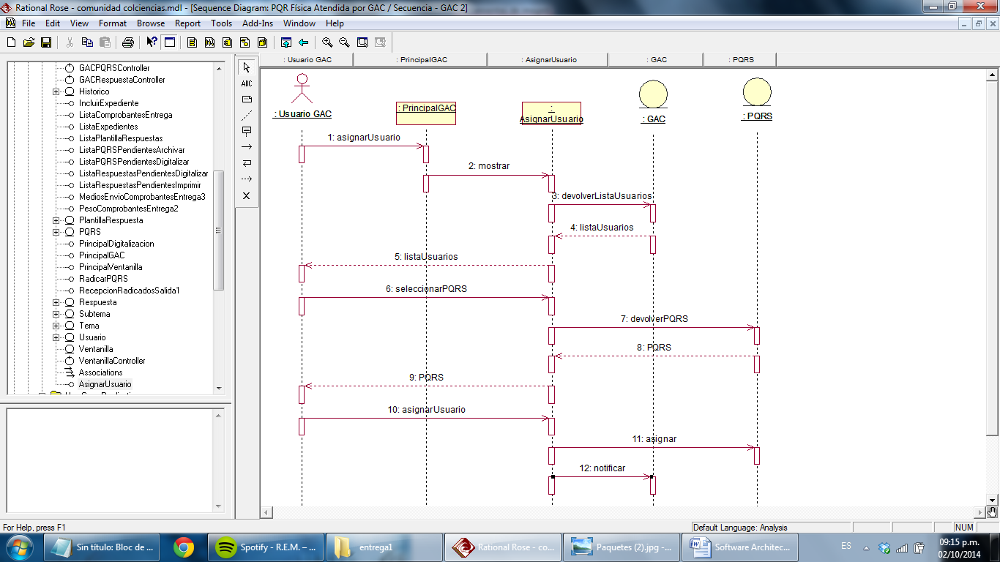 Rational Rose - comunidad colciencias.mdl - [Sequence Diagram: PQR Física Atendida por GAC / Secuencia - GAC 2]
File Edit View Format Browse Report Tools Add-Ins Window Help
GACPQRSController
GACRespuestaController
Historico
IncluirExpediente
ListaComprobantesEntrega
ListaExpedientes
ListaPlantillaRespuestas
ListaPQRSPendientesArchivar
ListaPQRSPendientesDigitalizar
ListaRespuestasPendientesDigitalizar
ListaRespuestasPendientesImprimir
MediosEnvioComprobantesEntrega3
PesoComprobantesEntrega2
PlantillaRespuesta
PQRS
PrincipalDigitalizacion
PrincipalGAC
PrincipalVentanilla
RadicarPQRS
RecepcionRadicadosSalida1
Respuesta
Subtema
Tema
Usuario
Ventanilla
VentanillaController
Associations
AsignarUsuario
ABC
: Usuario GAC : PrincipalGAC : AsignarUsuario : GAC : PQRS
: Usuario GAC
: PrincipalGAC
:
AsignarUsuario
: GAC
: PQRS
1: asignarUsuario
2: mostrar
3: devolverListaUsuarios
4: listaUsuarios
5: listaUsuarios
6: seleccionarPQRS
7: devolverPQRS
8: PQRS
9: PQRS
10: asignarUsuario
11: asignar
12: notificar
For Help, press F1
Default Language: Analysis
NUM
Sin título: Bloc de ...
Spotify - R.E.M. – ...
entrega1
Rational Rose - co...
Paquetes (2).jpg -...
Software Architec...
ES
09:15 p.m.
02/10/2014